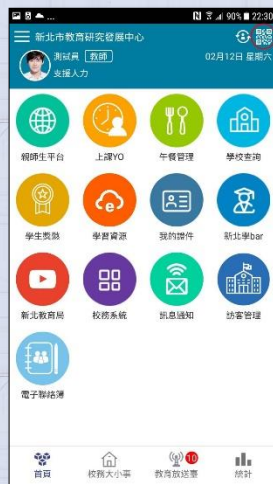 90% 22:30
新北市教育研究發展中心
測試員 教師
02月12日 星期六
支援人力
親師生平台 上課YO 午餐管理 學校查詢
學生獎懲 學習資源 我的證件 新北學bar
新北教育局 校務系統 訊息通知 訪客管理
電子聯絡簿
10
首頁 校務大小事 教育放送臺 統計